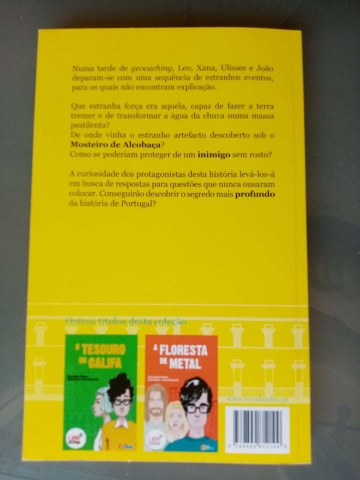 Numa tarde de geocaching, Leo, Xana, Ulisses e João
deparam-se com uma sequência de estranhos eventos,
para os quais não encontram explicação.
Que estranha força era aquela, capaz de fazer a terra
tremer e de transformar a água da chuva numa massa
pestilenta?
De onde vinha o estranho artefacto descoberto sob o
Mosteiro de Alcobaça?
Como se poderiam proteger de um inimigo sem rosto?
A curiosidade dos protagonistas desta história levá-los-á
em busca de respostas para questões que nunca ousaram
colocar. Conseguirão descobrir o segredo mais profundo
da história de Portugal?
Outros títulos desta coleção
O TESOURO
DO CALIFA
A FLORESTA
DE METAL